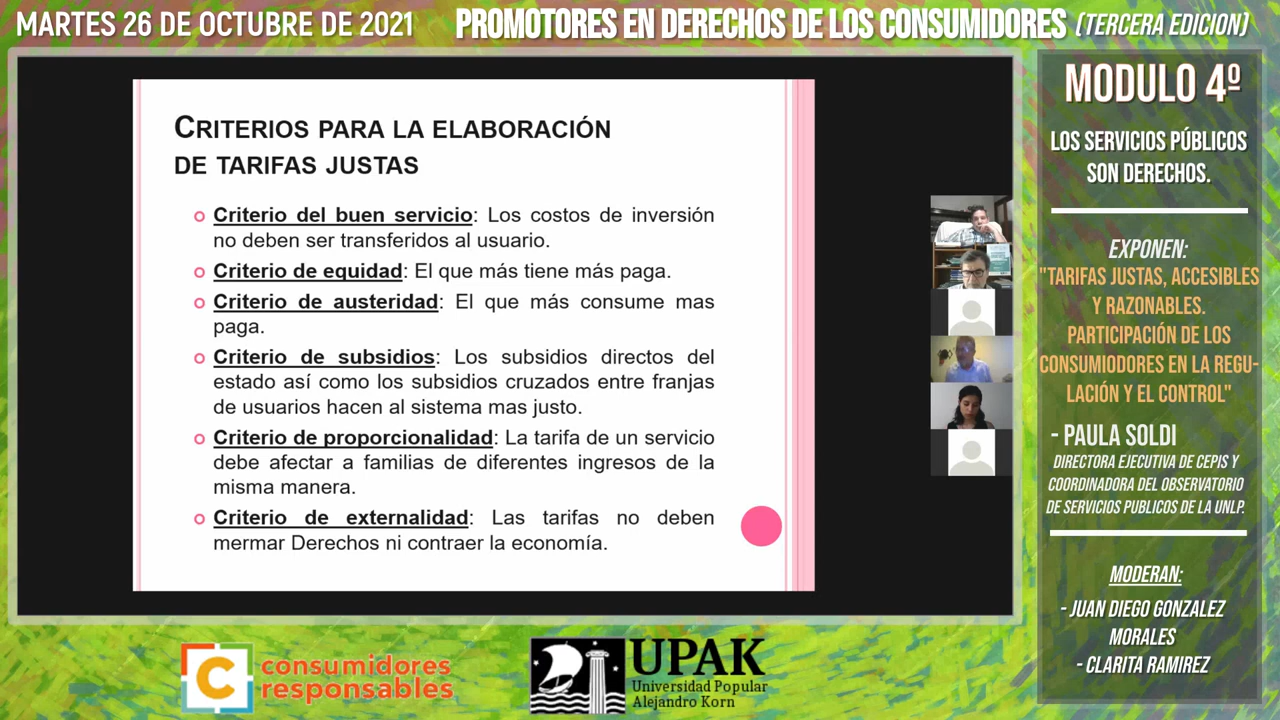 MARTES 26 DE OCTUBRE DE 2021
PROMOTORES EN DERECHOS DE LOS CONSUMIDORES (TERCERA EDICION)
CRITERIOS PARA LA ELABORACIÓN
DE TARIFAS JUSTAS
Criterio del buen servicio: Los costos de inversión
no deben ser transferidos al usuario.
Criterio de equidad: El que más tiene más paga.
Criterio de austeridad: El que más consume mas
paga.
Criterio de subsidios: Los subsidios directos del
estado así como los subsidios cruzados entre franjas
de usuarios hacen al sistema mas justo.
Criterio de proporcionalidad: La tarifa de un servicio
debe afectar a familias de diferentes ingresos de la
misma manera.
Criterio de externalidad: Las tarifas no deben
mermar Derechos ni contraer la economía.
MODULO 4º
LOS SERVICIOS PÚBLICOS
SON DERECHOS.
EXPONEN:
"TARIFAS JUSTAS, ACCESIBLES
Y RAZONABLES.
PARTICIPACIÓN DE LOS
CONSUMIODORES EN LA REGU-
LACIÓN Y EL CONTROL"
- PAULA SOLDI
DIRECTORA EJECUTIVA DE CEPIS Y
COORDINADORA DEL OBSERVATORIO
DE SERVICIOS PUBLICOS DE LA UNLP.
MODERAN:
- JUAN DIEGO GONZALEZ
MORALES
- CLARITA RAMIREZ
C consumidores
responsables
UPAK
Universidad Popular
Alejandro Korn